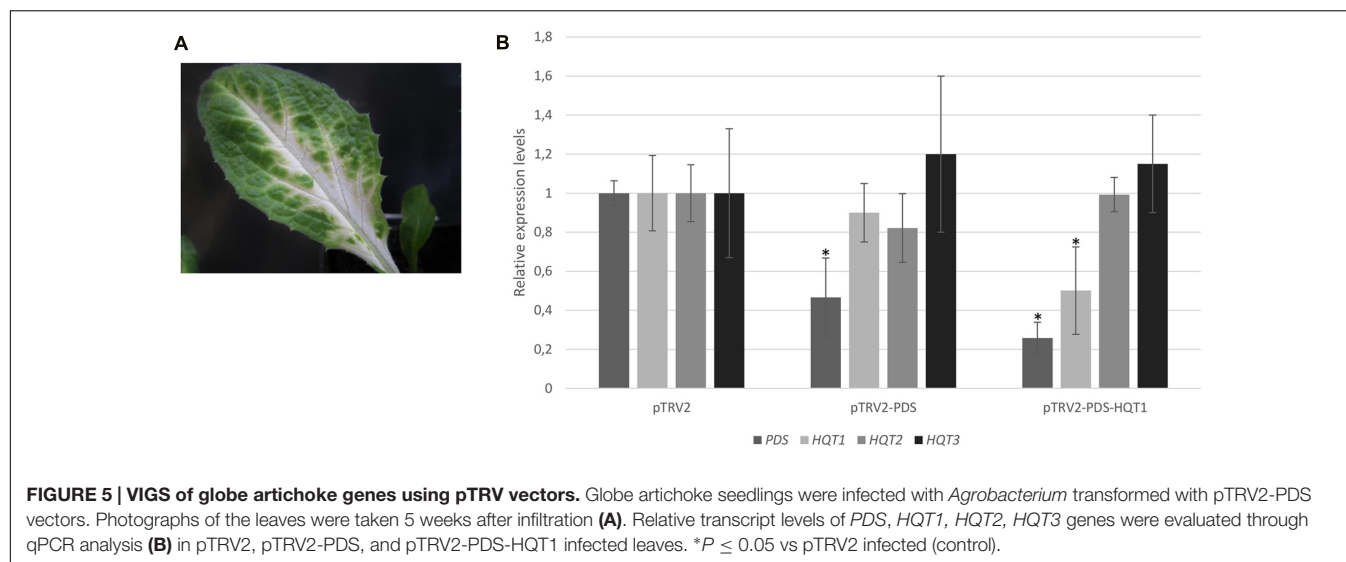 A
B
1,8
1,6
1,4
1,2
1
0,8
0,6
0,4
0,2
0
Relative expression levels
*
*
*
pTRV2
pTRV2-PDS
pTRV2-PDS-HQT1
PDS HQT1 HQT2 HQT3
FIGURE 5 | VIGS of globe artichoke genes using pTRV vectors. Globe artichoke seedlings were infected with Agrobacterium transformed with pTRV2-PDS
vectors. Photographs of the leaves were taken 5 weeks after infiltration (A). Relative transcript levels of PDS, HQT1, HQT2, HQT3 genes were evaluated through
qPCR analysis (B) in pTRV2, pTRV2-PDS, and pTRV2-PDS-HQT1 infected leaves. *P ≤ 0.05 vs pTRV2 infected (control).